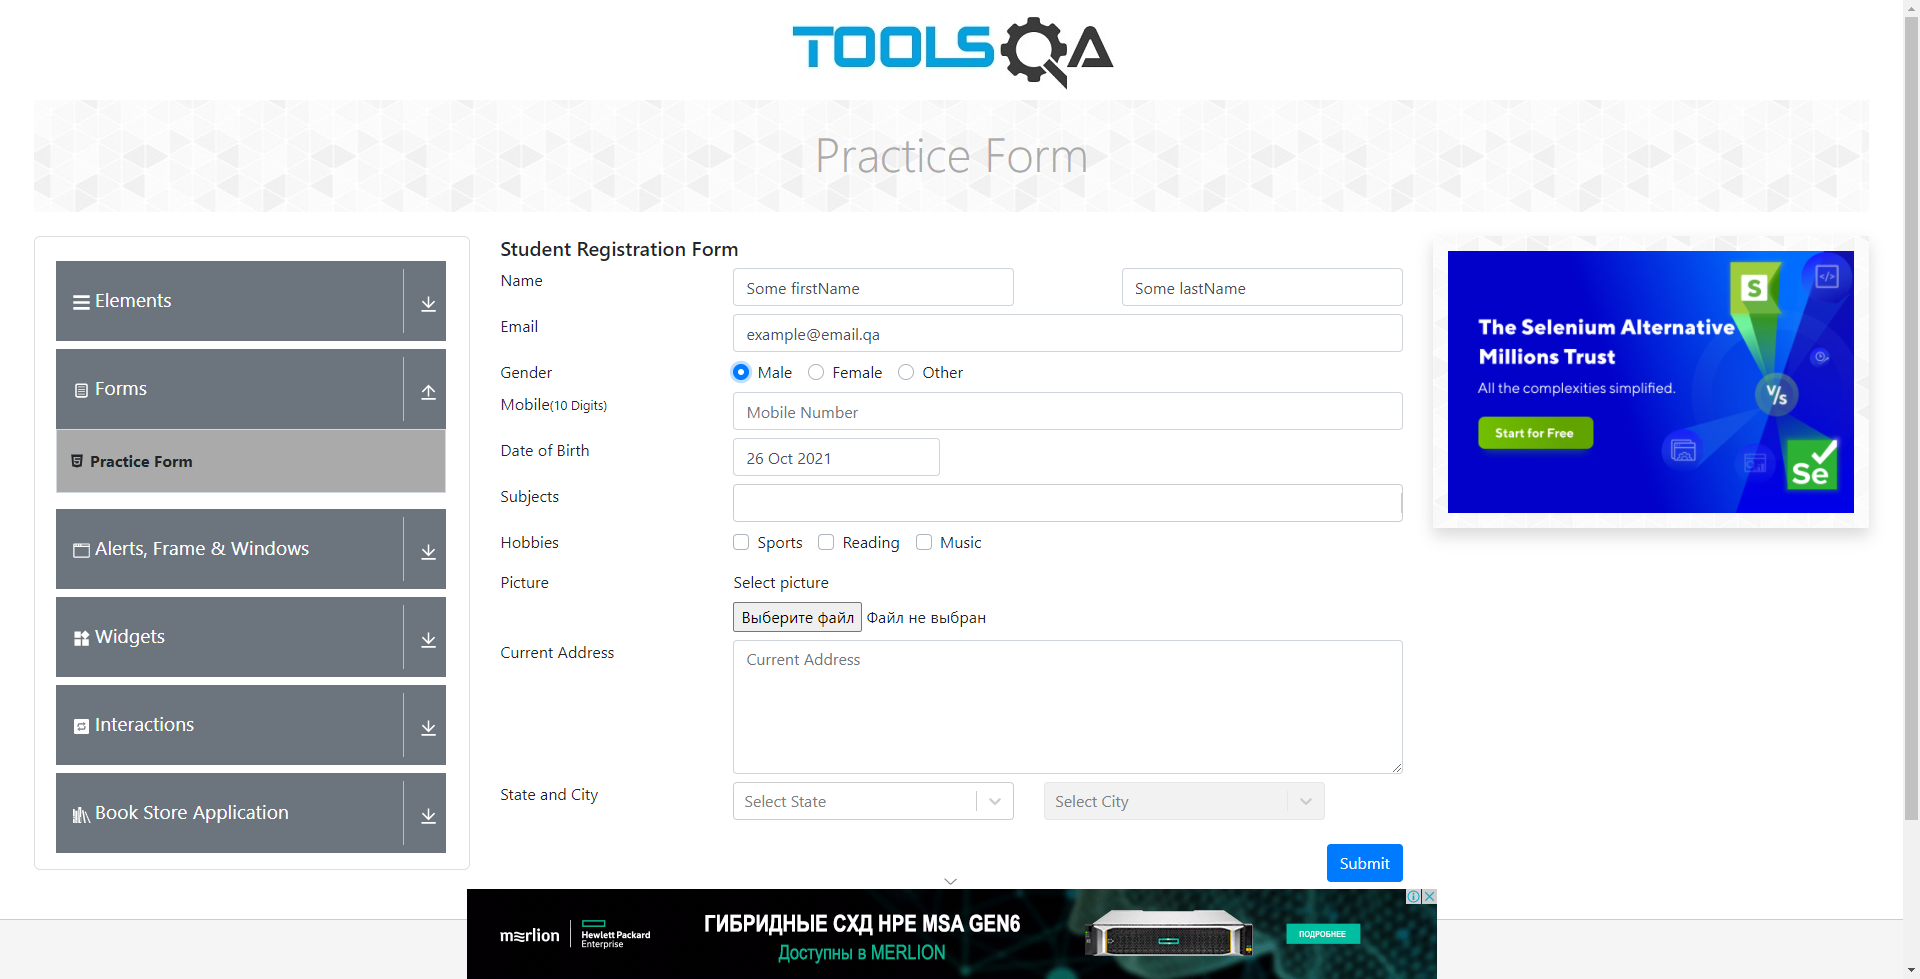 TOOLSQA
Practice Form
Elements
Forms
Practice Form
Alerts, Frame & Windows
Widgets
Interactions
Book Store Application
Student Registration Form
Name
Some firstName
Some lastName
Email
example@email.qa
Gender
Male
Female
Other
Mobile(10 Digits)
Mobile Number
Date of Birth
26 Oct 2021
Subjects
Hobbies
Sports
Reading
Music
Picture
Select picture
Выберите файл Файл не выбран
Current Address
Current Address
State and City
Select State
Select City
Submit
The Selenium Alternative
Millions Trust
All the complexities simplified.
Start for Free
S
</>
V/s
Se
merlion
Hewlett Packard
Enterprise
ГИБРИДНЫЕ СХД HPE MSA GEN6
Доступны в MERLION
ПОДРОБНЕЕ